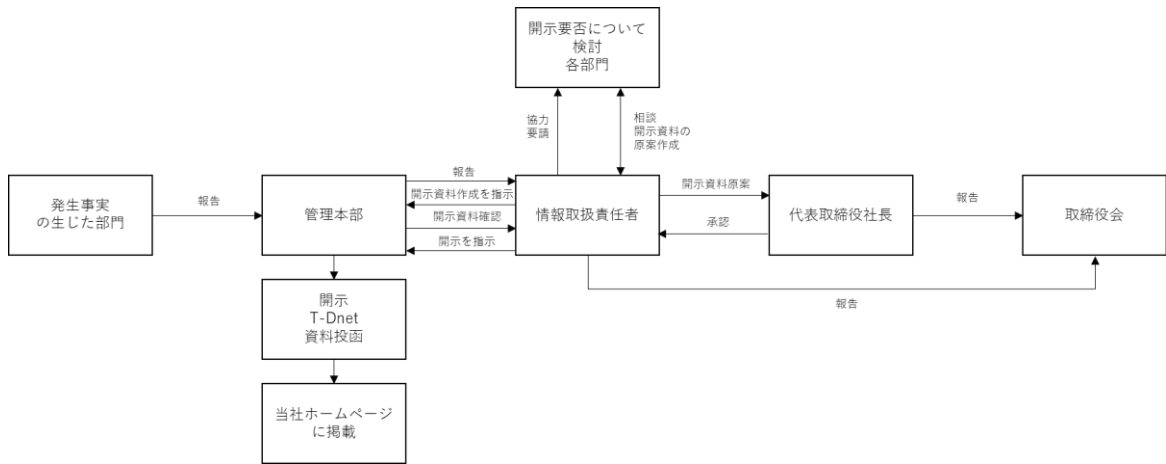 開示要否について
検討
各部門
協力
要請
相談
開示資料の
原案作成
発生事実
の生じた部門
報告
管理本部
報告
開示資料作成を指示
開示資料確認
開示を指示
情報取扱責任者
開示資料原案
承認
代表取締役社長
報告
取締役会
報告
開示
T-Dnet
資料投函
当社ホームページ
に掲載